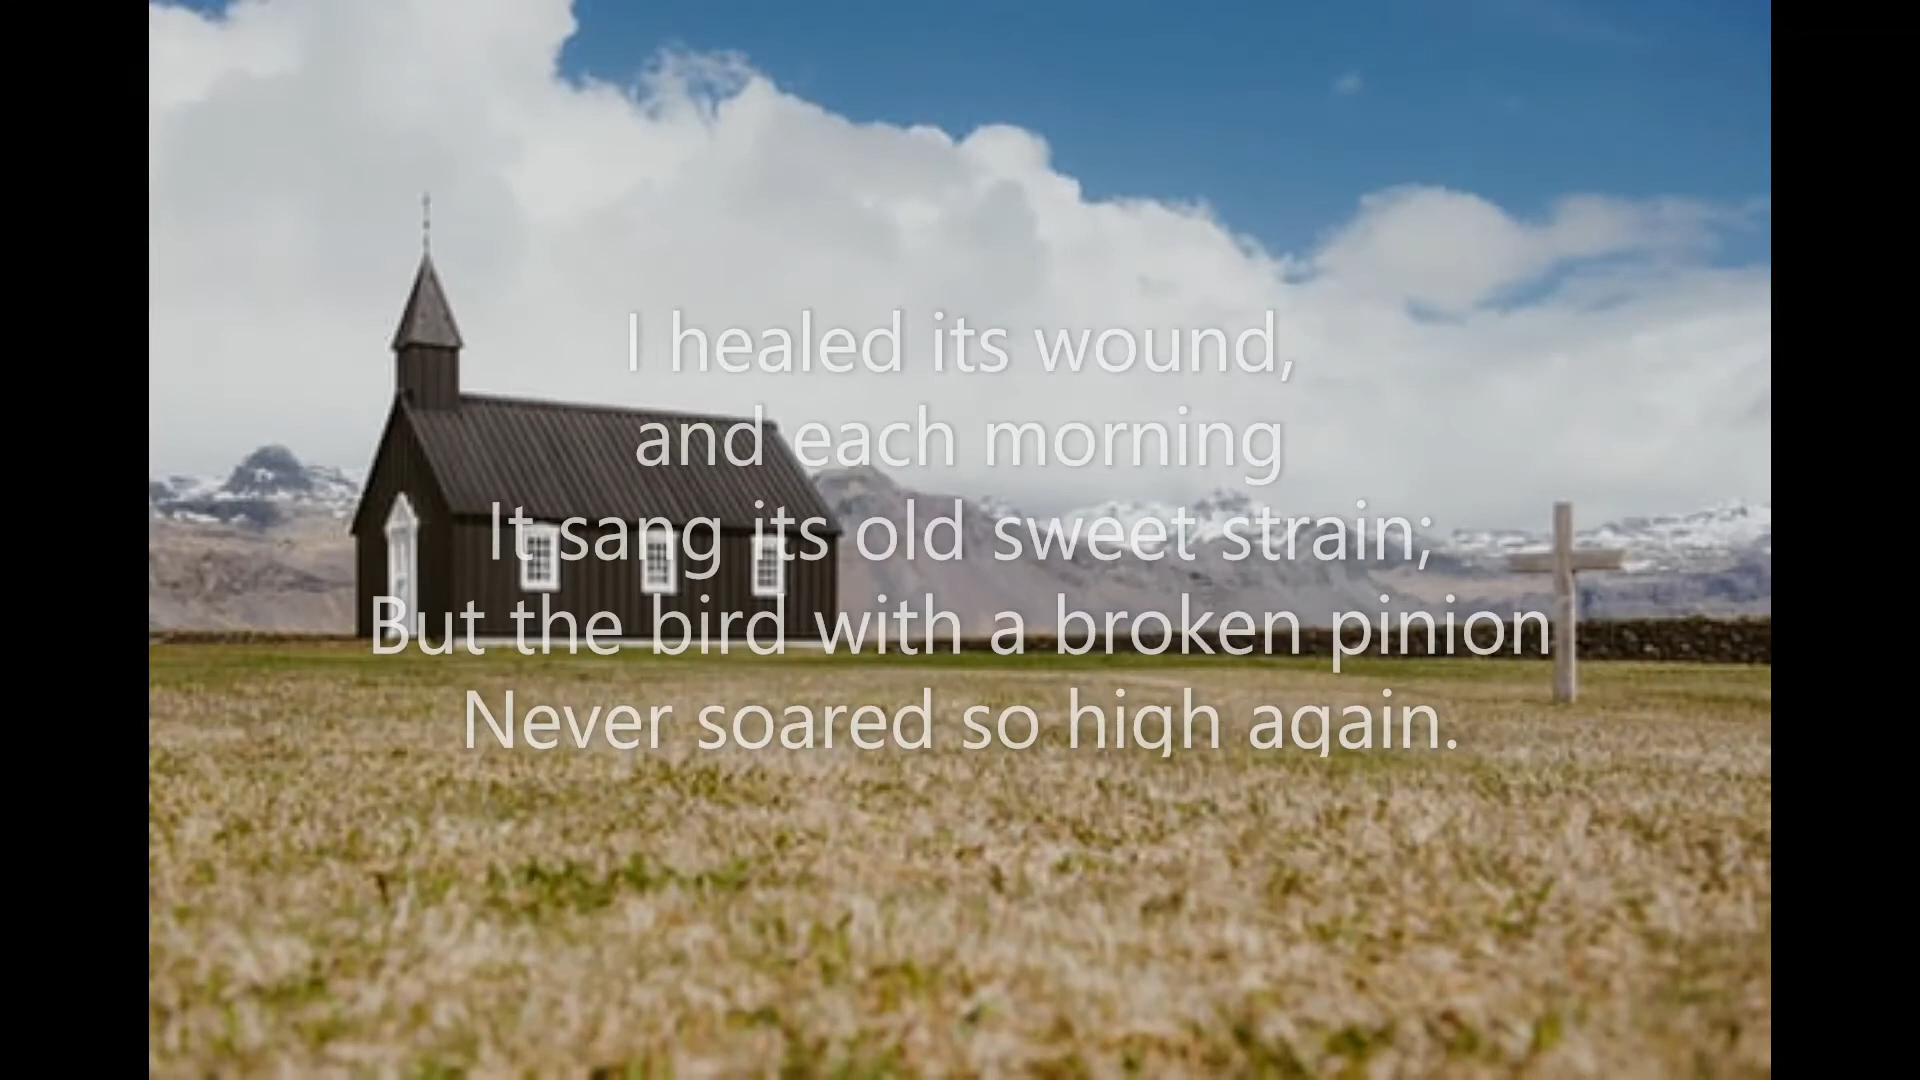 I healed its wound,
and each morning
It sang its old sweet strain;
But the bird with a broken pinion
Never soared so high again.